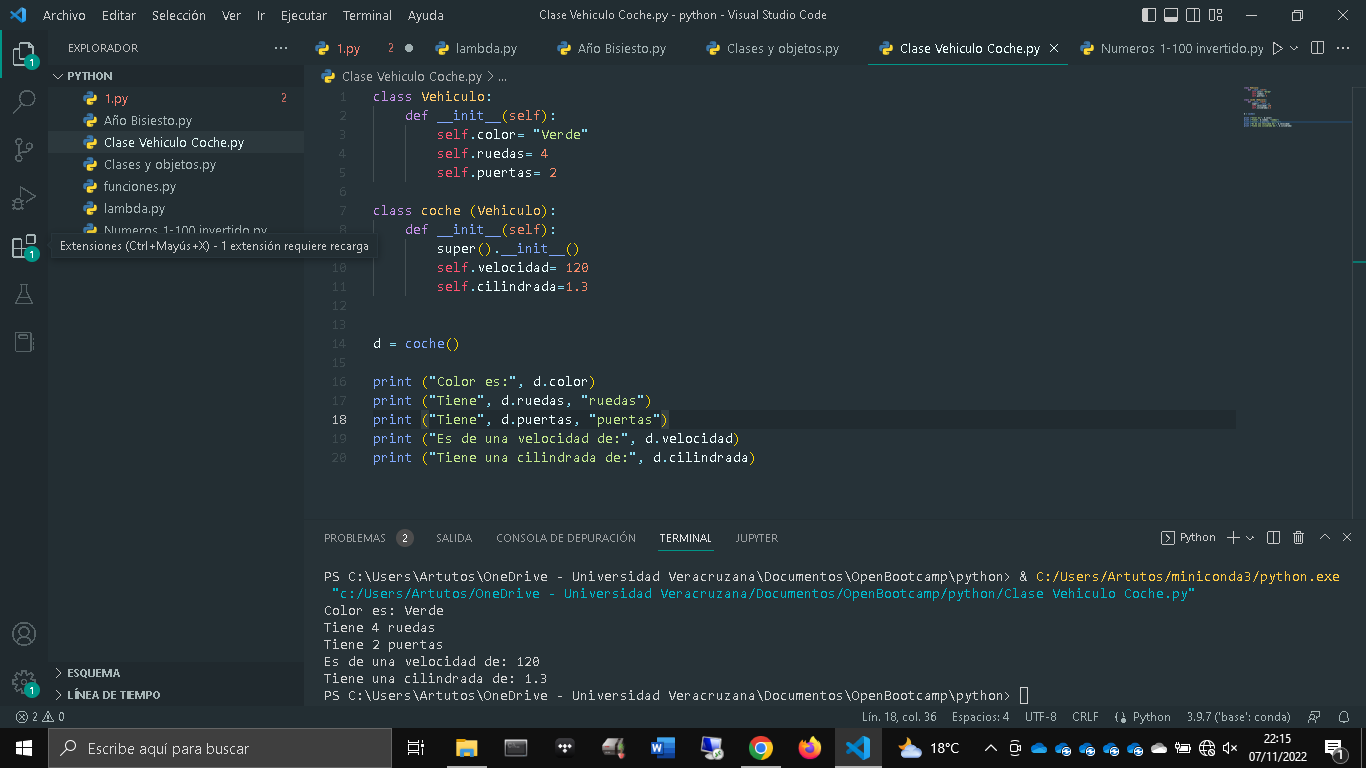 Archivo Editar Selección Ver Ir Ejecutar Terminal Ayuda Clase Vehiculo Coche.py - python - Visual Studio Code
EXPLORADOR
1.py 2 lambda.py Año Bisiesto.py Clases y objetos.py Clase Vehiculo Coche.py Numeros 1-100 invertido.py
PYTHON
1.py 2
Año Bisiesto.py
Clase Vehiculo Coche.py
Clases y objetos.py
funciones.py
lambda.py
Numeros 1-100 invertido.py
Extensiones (Ctrl+Mayús+X) - 1 extensión requiere recarga
1
1
1
ESQUEMA
LÍNEA DE TIEMPO
Clase Vehiculo Coche.py > ...
1 class Vehiculo:
2 def __init__(self):
3 self.color= "Verde"
4 self.ruedas= 4
5 self.puertas= 2
6
7 class coche (Vehiculo):
8 def __init__(self):
super().__init__()
10 self.velocidad= 120
11 self.cilindrada=1.3
12
13
14 d = coche()
15
16 print ("Color es:", d.color)
17 print ("Tiene", d.ruedas, "ruedas")
18 print ("Tiene", d.puertas, "puertas")
19 print ("Es de una velocidad de:", d.velocidad)
20 print ("Tiene una cilindrada de:", d.cilindrada)
PROBLEMAS 2 SALIDA CONSOLA DE DEPURACIÓN TERMINAL JUPYTER Python
PS C:\Users\Artutos\OneDrive - Universidad Veracruzana\Documentos\OpenBootcamp\python> & C:/Users/Artutos/miniconda3/python.exe
"c:/Users/Artutos/OneDrive - Universidad Veracruzana/Documentos/OpenBootcamp/python/Clase Vehiculo Coche.py"
Color es: Verde
Tiene 4 ruedas
Tiene 2 puertas
Es de una velocidad de: 120
Tiene una cilindrada de: 1.3
PS C:\Users\Artutos\OneDrive - Universidad Veracruzana\Documentos\OpenBootcamp\python>
2 0 Lín. 18, col. 36 Espacios: 4 UTF-8 CRLF Python 3.9.7 ('base': conda)
Escribe aquí para buscar 18°C 22:15
07/11/2022
1